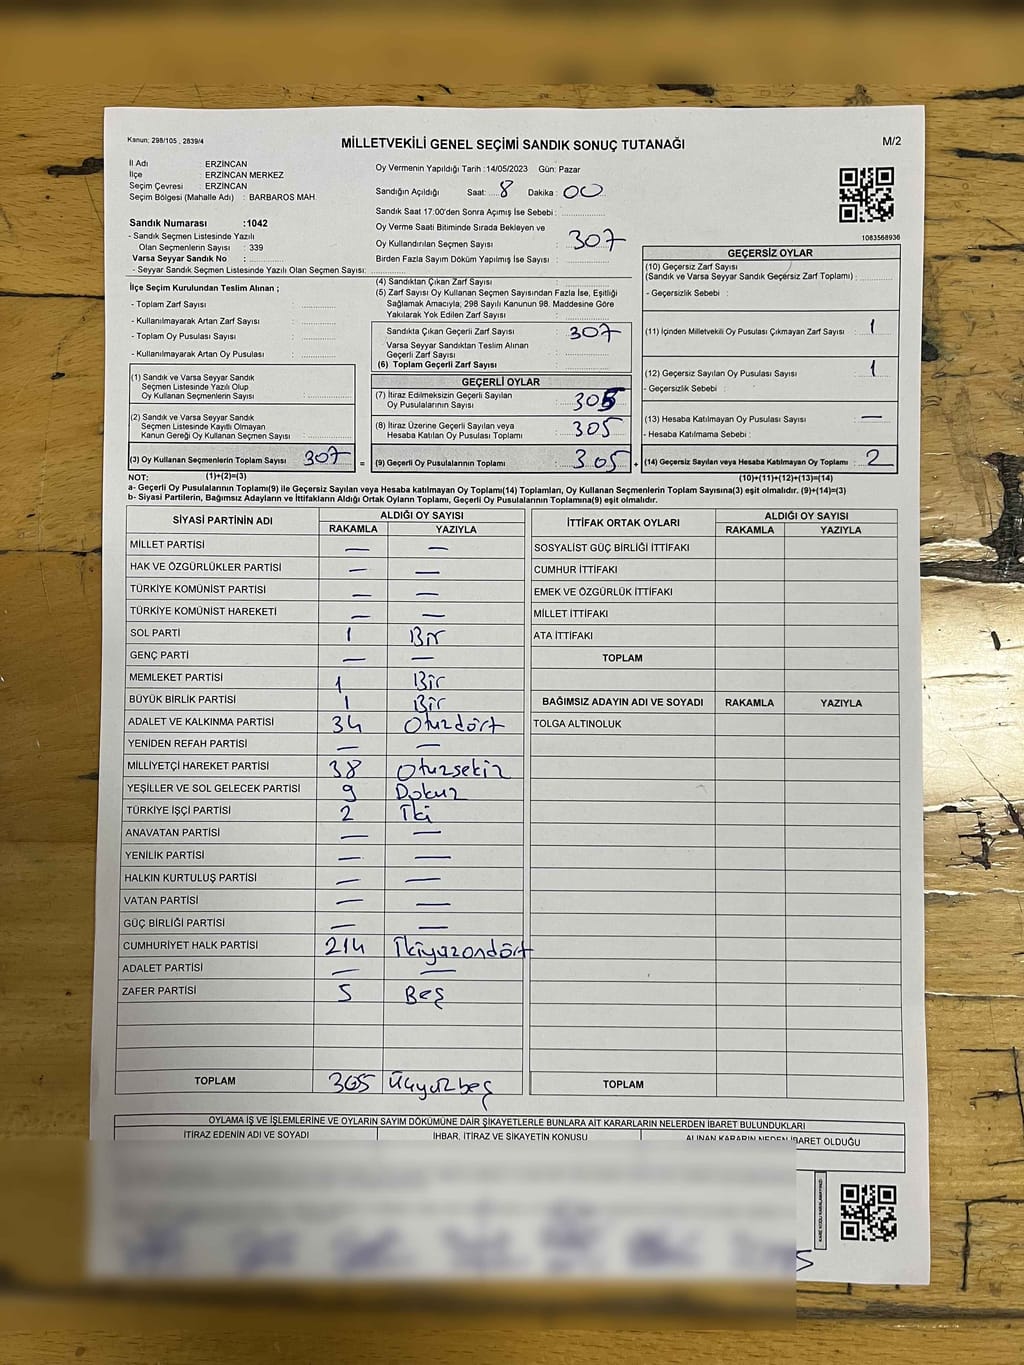 Kanun: 298/105 , 2839/4
MİLLETVEKİLİ GENEL SEÇİMİ SANDIK SONUÇ TUTANAĞI
M/2
İl Adı ERZİNCAN
İlçe ERZİNCAN MERKEZ
Seçim Çevresi : ERZİNCAN
Seçim Bölgesi (Mahalle Adı) : BARBAROS MAH.
Sandık Numarası :1042
- Sandık Seçmen Listesinde Yazılı
Olan Seçmenlerin Sayısı : 339
Varsa Seyyar Sandık No :
- Seyyar Sandık Seçmen Listesinde Yazılı Olan Seçmen Sayısı:
Oy Vermenin Yapıldığı Tarih :14/05/2023 Gün: Pazar
Sandığın Açıldığı Saat: 8 Dakika : 00
Sandık Saat 17:00'den Sonra Açımış İse Sebebi :
Oy Verme Saati Bitiminde Sırada Bekleyen ve
Oy Kullandırılan Seçmen Sayısı : 307
Birden Fazla Sayım Döküm Yapılmış İse Sayısı :
1083568936
İlçe Seçim Kurulundan Teslim Alınan ;
- Toplam Zarf Sayısı :
- Kullanılmayarak Artan Zarf Sayısı :
- Toplam Oy Pusulası Sayısı :
- Kullanılmayarak Artan Oy Pusulası :
(1) Sandık ve Varsa Seyyar Sandık
Seçmen Listesinde Yazılı Olup
Oy Kullanan Seçmenlerin Sayısı :
(2) Sandık ve Varsa Seyyar Sandık
Seçmen Listesinde Kayıtlı Olmayan
Kanun Gereği Oy Kullanan Seçmen Sayısı :
(3) Oy Kullanan Seçmenlerin Toplam Sayısı : 307 =
(1)+(2)=(3)
(4) Sandıktan Çıkan Zarf Sayısı :
(5) Zarf Sayısı Oy Kullanan Seçmen Sayısından Fazla İse, Eşitliği
Sağlamak Amacıyla; 298 Sayılı Kanunun 98. Maddesine Göre
Yakılarak Yok Edilen Zarf Sayısı :
Sandıkta Çıkan Geçerli Zarf Sayısı : 307
Varsa Seyyar Sandıktan Teslim Alınan
Geçerli Zarf Sayısı :
(6) Toplam Geçerli Zarf Sayısı :
GEÇERLİ OYLAR
(7) İtiraz Edilmeksizin Geçerli Sayılan
Oy Pusulalarının Sayısı : 305
(8) İtiraz Üzerine Geçerli Sayılan veya
Hesaba Katılan Oy Pusulaları Toplamı : 305
(9) Geçerli Oy Pusulalarının Toplamı : 305 +
GEÇERSİZ OYLAR
(10) Geçersiz Zarf Sayısı
(Sandık ve Varsa Seyyar Sandık Geçersiz Zarf Toplamı) :
- Geçersizlik Sebebi :
(11) İçinden Milletvekili Oy Pusulası Çıkmayan Zarf Sayısı : 1
(12) Geçersiz Sayılan Oy Pusulası Sayısı : 1
- Geçersizlik Sebebi :
(13) Hesaba Katılmayan Oy Pusulası Sayısı : —
- Hesaba Katılmama Sebebi :
(14) Geçersiz Sayılan veya Hesaba Katılmayan Oy Toplamı : 2
(10)+(11)+(12)+(13)=(14)
NOT:
a- Geçerli Oy Pusulalarının Toplamı(9) ile Geçersiz Sayılan veya Hesaba katılmayan Oy Toplamı(14) Toplamları, Oy Kullanan Seçmenlerin Toplam Sayısına(3) eşit olmalıdır. (9)+(14)=(3)
b- Siyasi Partilerin, Bağımsız Adayların ve İttifakların Aldığı Ortak Oyların Toplamı, Geçerli Oy Pusulalarının Toplamına(9) eşit olmalıdır.
SİYASİ PARTİNİN ADI ALDIĞI OY SAYISI
RAKAMLA YAZIYLA
MİLLET PARTİSİ — —
HAK VE ÖZGÜRLÜKLER PARTİSİ — —
TÜRKİYE KOMÜNİST PARTİSİ — —
TÜRKİYE KOMÜNİST HAREKETİ — —
SOL PARTİ 1 Bir
GENÇ PARTİ — —
MEMLEKET PARTİSİ 1 Bir
BÜYÜK BİRLİK PARTİSİ 1 Bir
ADALET VE KALKINMA PARTİSİ 34 Otuzdört
YENİDEN REFAH PARTİSİ — —
MİLLİYETÇİ HAREKET PARTİSİ 38 Otuzsekiz
YEŞİLLER VE SOL GELECEK PARTİSİ 9 Dokuz
TÜRKİYE İŞÇİ PARTİSİ 2 İki
ANAVATAN PARTİSİ — —
YENİLİK PARTİSİ — —
HALKIN KURTULUŞ PARTİSİ — —
VATAN PARTİSİ — —
GÜÇ BİRLİĞİ PARTİSİ — —
CUMHURİYET HALK PARTİSİ 214 İkiyüzondört
ADALET PARTİSİ — —
ZAFER PARTİSİ 5 Beş
TOPLAM 305 Üçyüzbeş
İTTİFAK ORTAK OYLARI ALDIĞI OY SAYISI
RAKAMLA YAZIYLA
SOSYALİST GÜÇ BİRLİĞİ İTTİFAKI
CUMHUR İTTİFAKI
EMEK VE ÖZGÜRLÜK İTTİFAKI
MİLLET İTTİFAKI
ATA İTTİFAKI
TOPLAM
BAĞIMSIZ ADAYIN ADI VE SOYADI RAKAMLA YAZIYLA
TOLGA ALTINOLUK
TOPLAM
OYLAMA İŞ VE İŞLEMLERİNE VE OYLARIN SAYIM DÖKÜMÜNE DAİR ŞİKAYETLERLE BUNLARA AİT KARARLARIN NELERDEN İBARET BULUNDUKLARI
İTİRAZ EDENİN ADI VE SOYADI İHBAR, İTİRAZ VE ŞİKAYETİN KONUSU ALINAN KARARIN NEDEN İBARET OLDUĞU